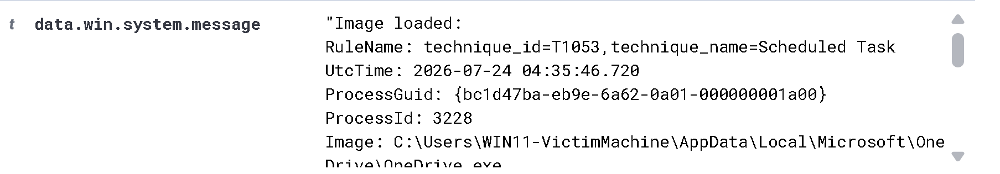 t data.win.system.message "Image loaded:
RuleName: technique_id=T1053,technique_name=Scheduled Task
UtcTime: 2026-07-24 04:35:46.720
ProcessGuid: {bc1d47ba-eb9e-6a62-0a01-000000001a00}
ProcessId: 3228
Image: C:\Users\WIN11-VictimMachine\AppData\Local\Microsoft\One
Drive\OneDrive.exe